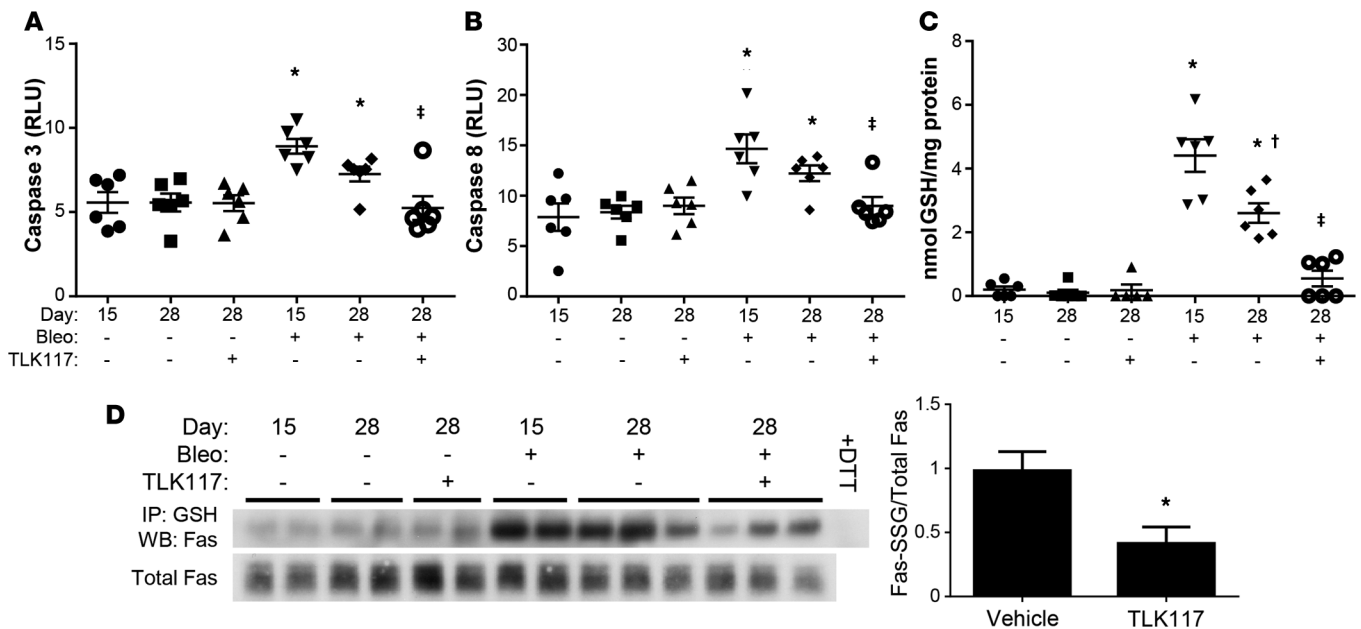 A
Caspase 3 (RLU)
15
10
5
0
*
*
‡
Day: 15 28 28 15 28 28
Bleo: - - - + + +
TLK117: - - + - - +
B
Caspase 8 (RLU)
30
25
20
15
10
5
0
*
*
‡
15 28 28 15 28 28
- - - + + +
- - + - - +
C
nmol GSH/mg protein
8
6
4
2
0
*
* †
‡
15 28 28 15 28 28
- - - + + +
- - + - - +
D
Day: 15 28 28 15 28 28
Bleo: - - - + + +
TLK117: - - + - - +
+DTT
IP: GSH
WB: Fas
Total Fas
Fas-SSG/Total Fas
1.5
1
0.5
0
*
Vehicle TLK117